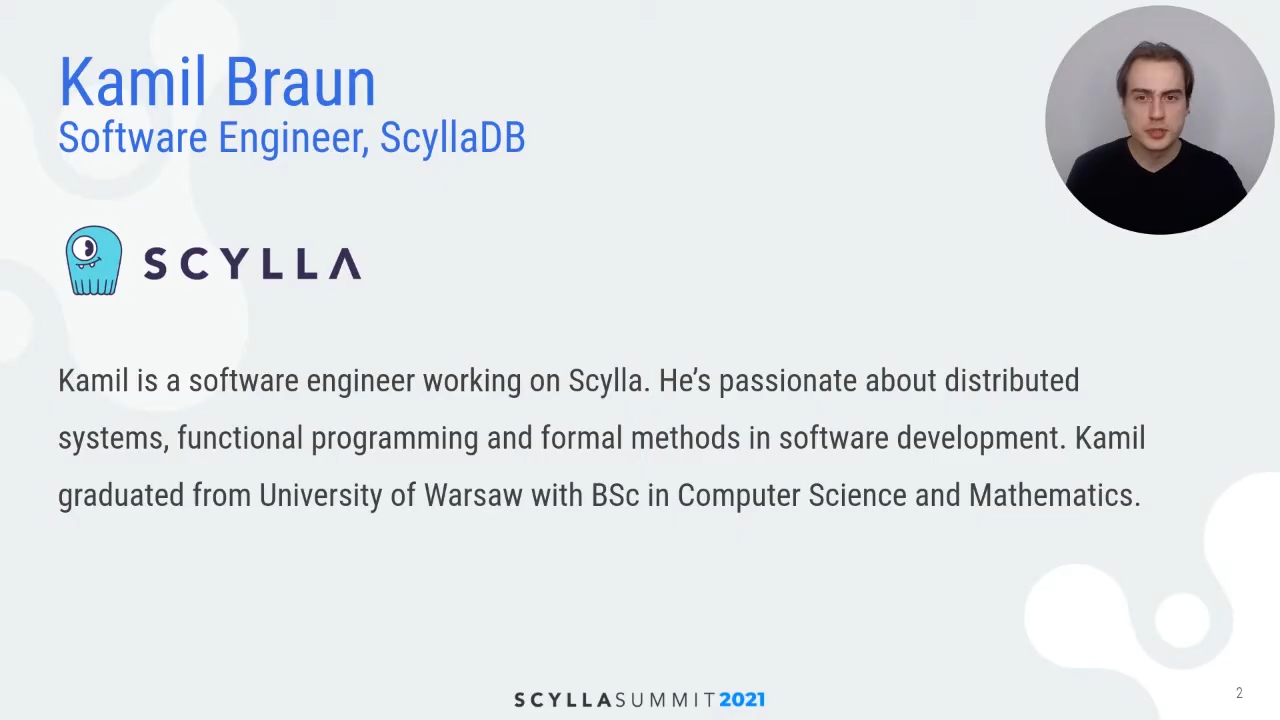 Kamil Braun
Software Engineer, ScyllaDB
SCYLLA
Kamil is a software engineer working on Scylla. He’s passionate about distributed
systems, functional programming and formal methods in software development. Kamil
graduated from University of Warsaw with BSc in Computer Science and Mathematics.
SCYLLASUMMIT2021
2